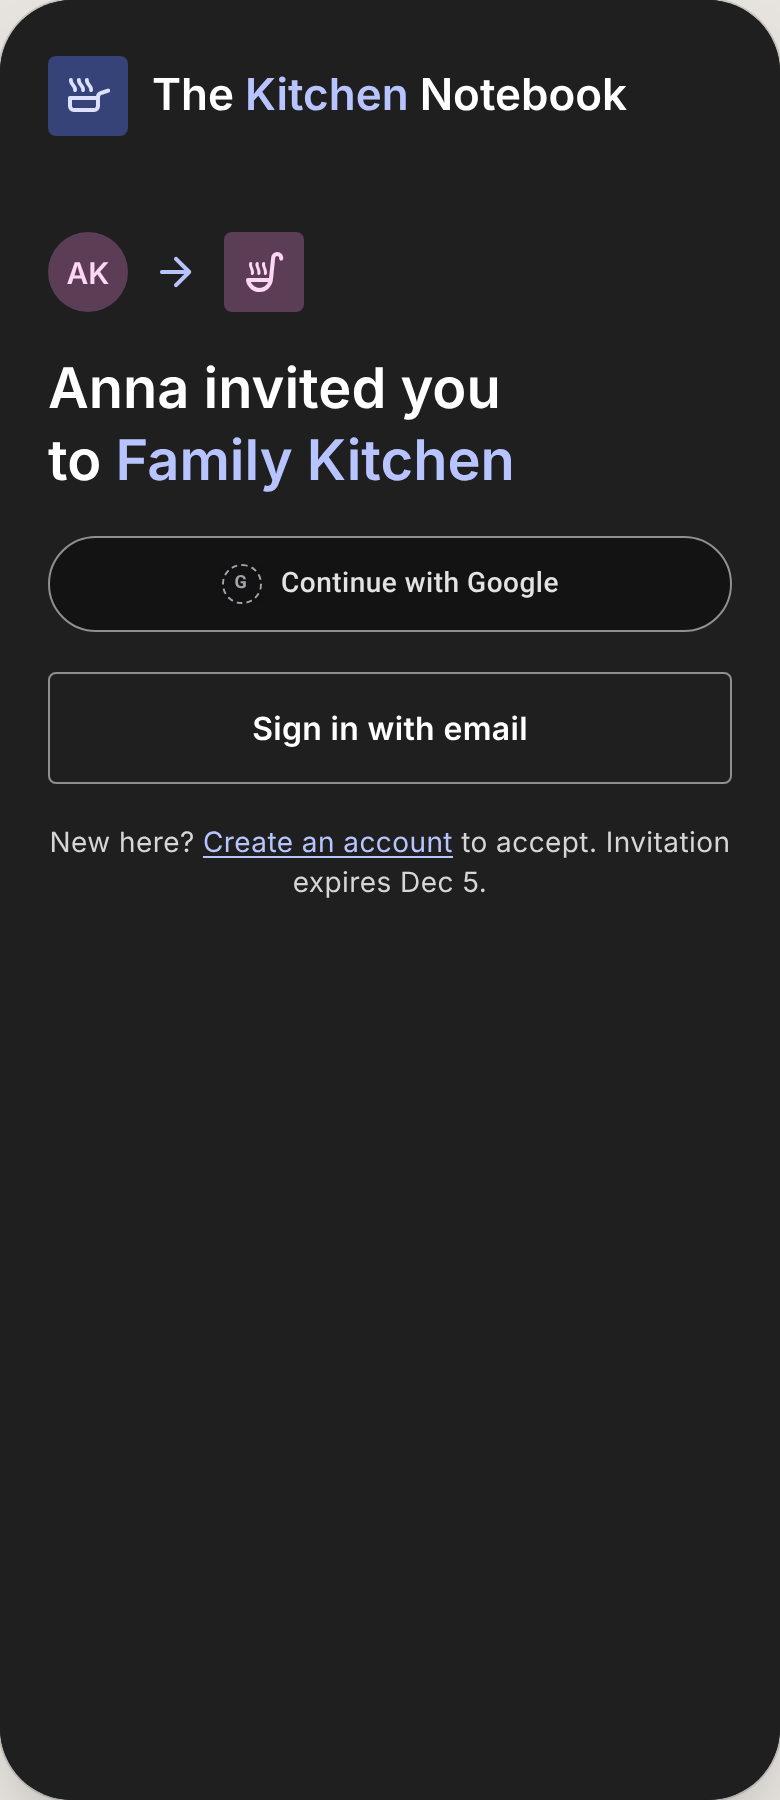 The Kitchen Notebook
AK
Anna invited you
to Family Kitchen
G Continue with Google
Sign in with email
New here? Create an account to accept. Invitation
expires Dec 5.